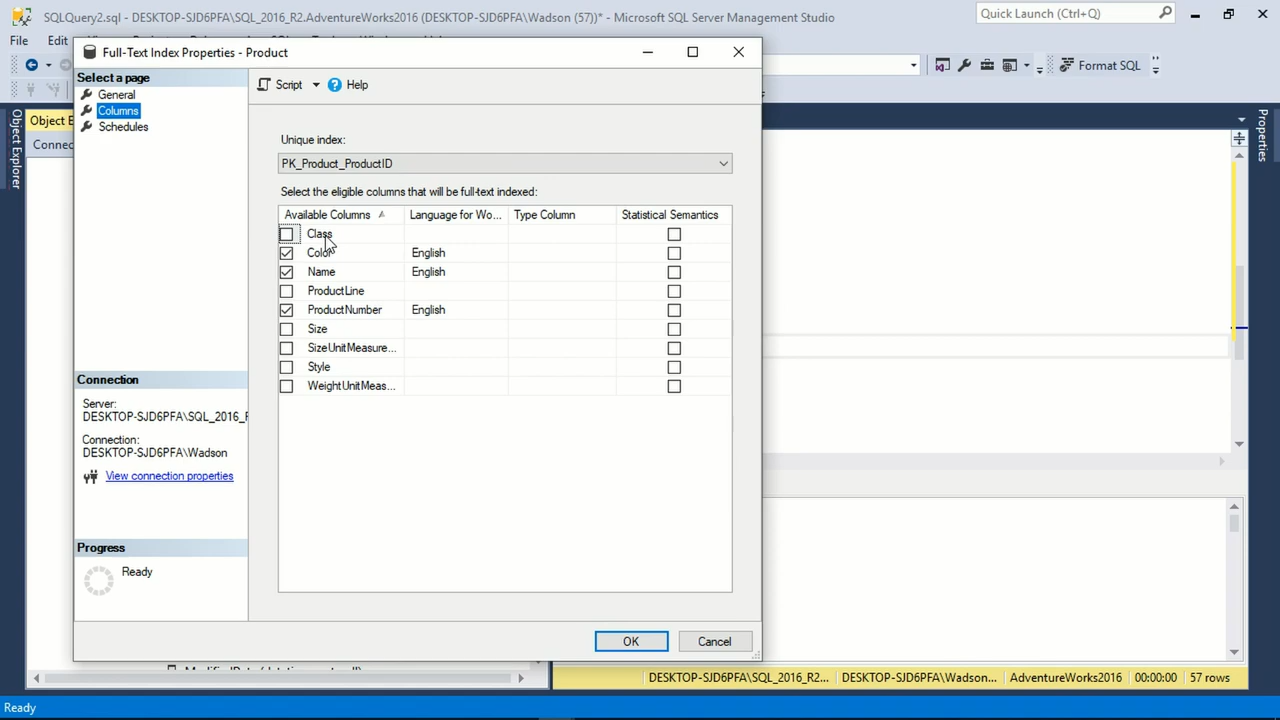 SQLQuery2.sql - DESKTOP-SJD6PFA\SQL_2016_R2.AdventureWorks2016 (DESKTOP-SJD6PFA\Wadson (57))* - Microsoft SQL Server Management Studio
Quick Launch (Ctrl+Q)
File Edit
Full-Text Index Properties - Product
Format SQL
Select a page
General
Columns
Schedules
Script
Help
Object Explorer
Object E
Connec
Properties
Unique index:
PK_Product_ProductID
Select the eligible columns that will be full-text indexed:
Available Columns Language for Wo... Type Column Statistical Semantics
Class
Color English
Name English
ProductLine
ProductNumber English
Size
SizeUnitMeasure...
Style
WeightUnitMeas...
Connection
Server:
DESKTOP-SJD6PFA\SQL_2016_R
Connection:
DESKTOP-SJD6PFA\Wadson
View connection properties
Progress
Ready
OK
Cancel
DESKTOP-SJD6PFA\SQL_2016_R2... DESKTOP-SJD6PFA\Wadson... AdventureWorks2016 00:00:00 57 rows
Ready